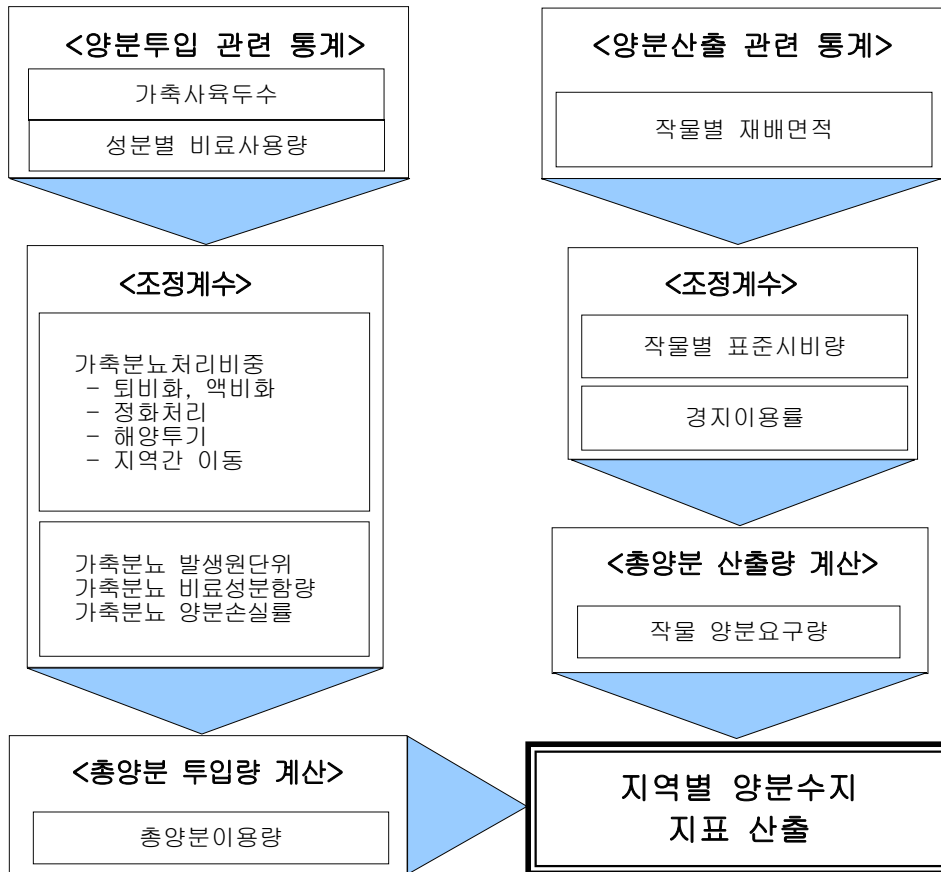 <양분투입 관련 통계>
가축사육두수
성분별 비료사용량
<조정계수>
가축분뇨처리비중
- 퇴비화, 액비화
- 정화처리
- 해양투기
- 지역간 이동
가축분뇨 발생원단위
가축분뇨 비료성분함량
가축분뇨 양분손실률
<총양분 투입량 계산>
총양분이용량
<양분산출 관련 통계>
작물별 재배면적
<조정계수>
작물별 표준시비량
경지이용률
<총양분 산출량 계산>
작물 양분요구량
지역별 양분수지
지표 산출